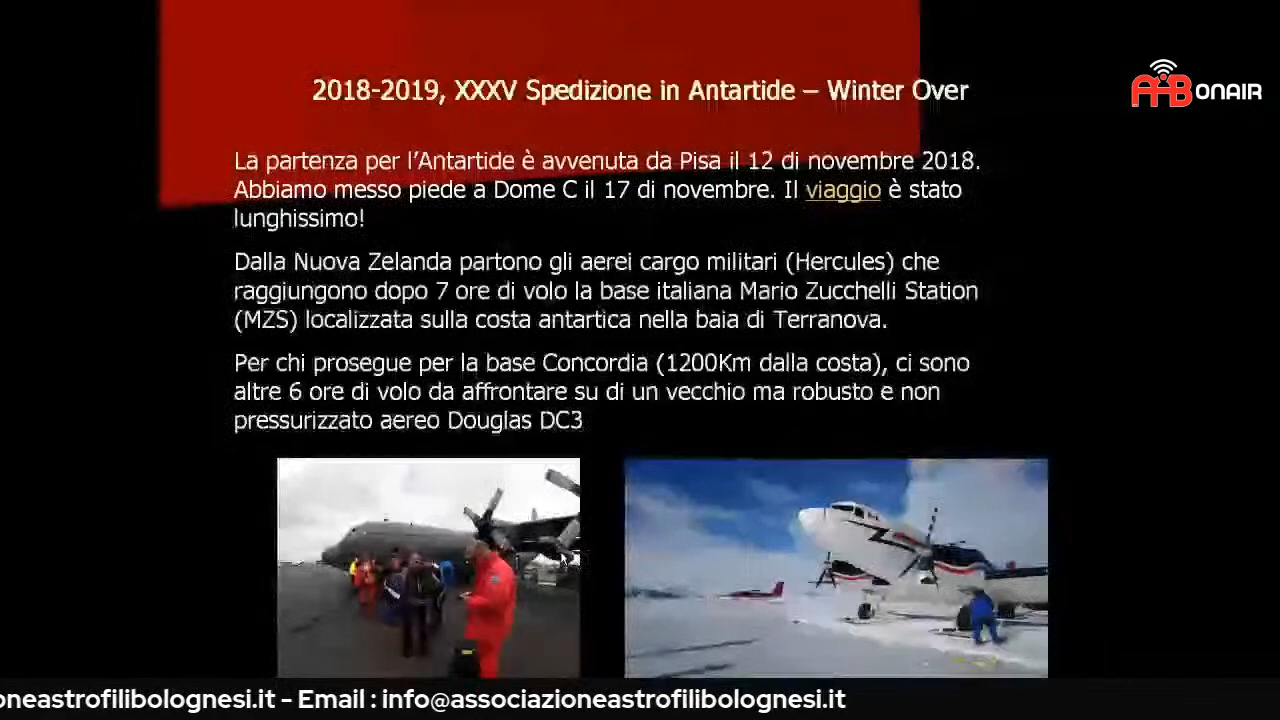 2018-2019, XXXV Spedizione in Antartide – Winter Over
AABONAIR
La partenza per l’Antartide è avvenuta da Pisa il 12 di novembre 2018.
Abbiamo messo piede a Dome C il 17 di novembre. Il viaggio è stato
lunghissimo!
Dalla Nuova Zelanda partono gli aerei cargo militari (Hercules) che
raggiungono dopo 7 ore di volo la base italiana Mario Zucchelli Station
(MZS) localizzata sulla costa antartica nella baia di Terranova.
Per chi prosegue per la base Concordia (1200Km dalla costa), ci sono
altre 6 ore di volo da affrontare su di un vecchio ma robusto e non
pressurizzato aereo Douglas DC3
oneastrofilibolognesi.it - Email : info@associazioneastrofilibolognesi.it